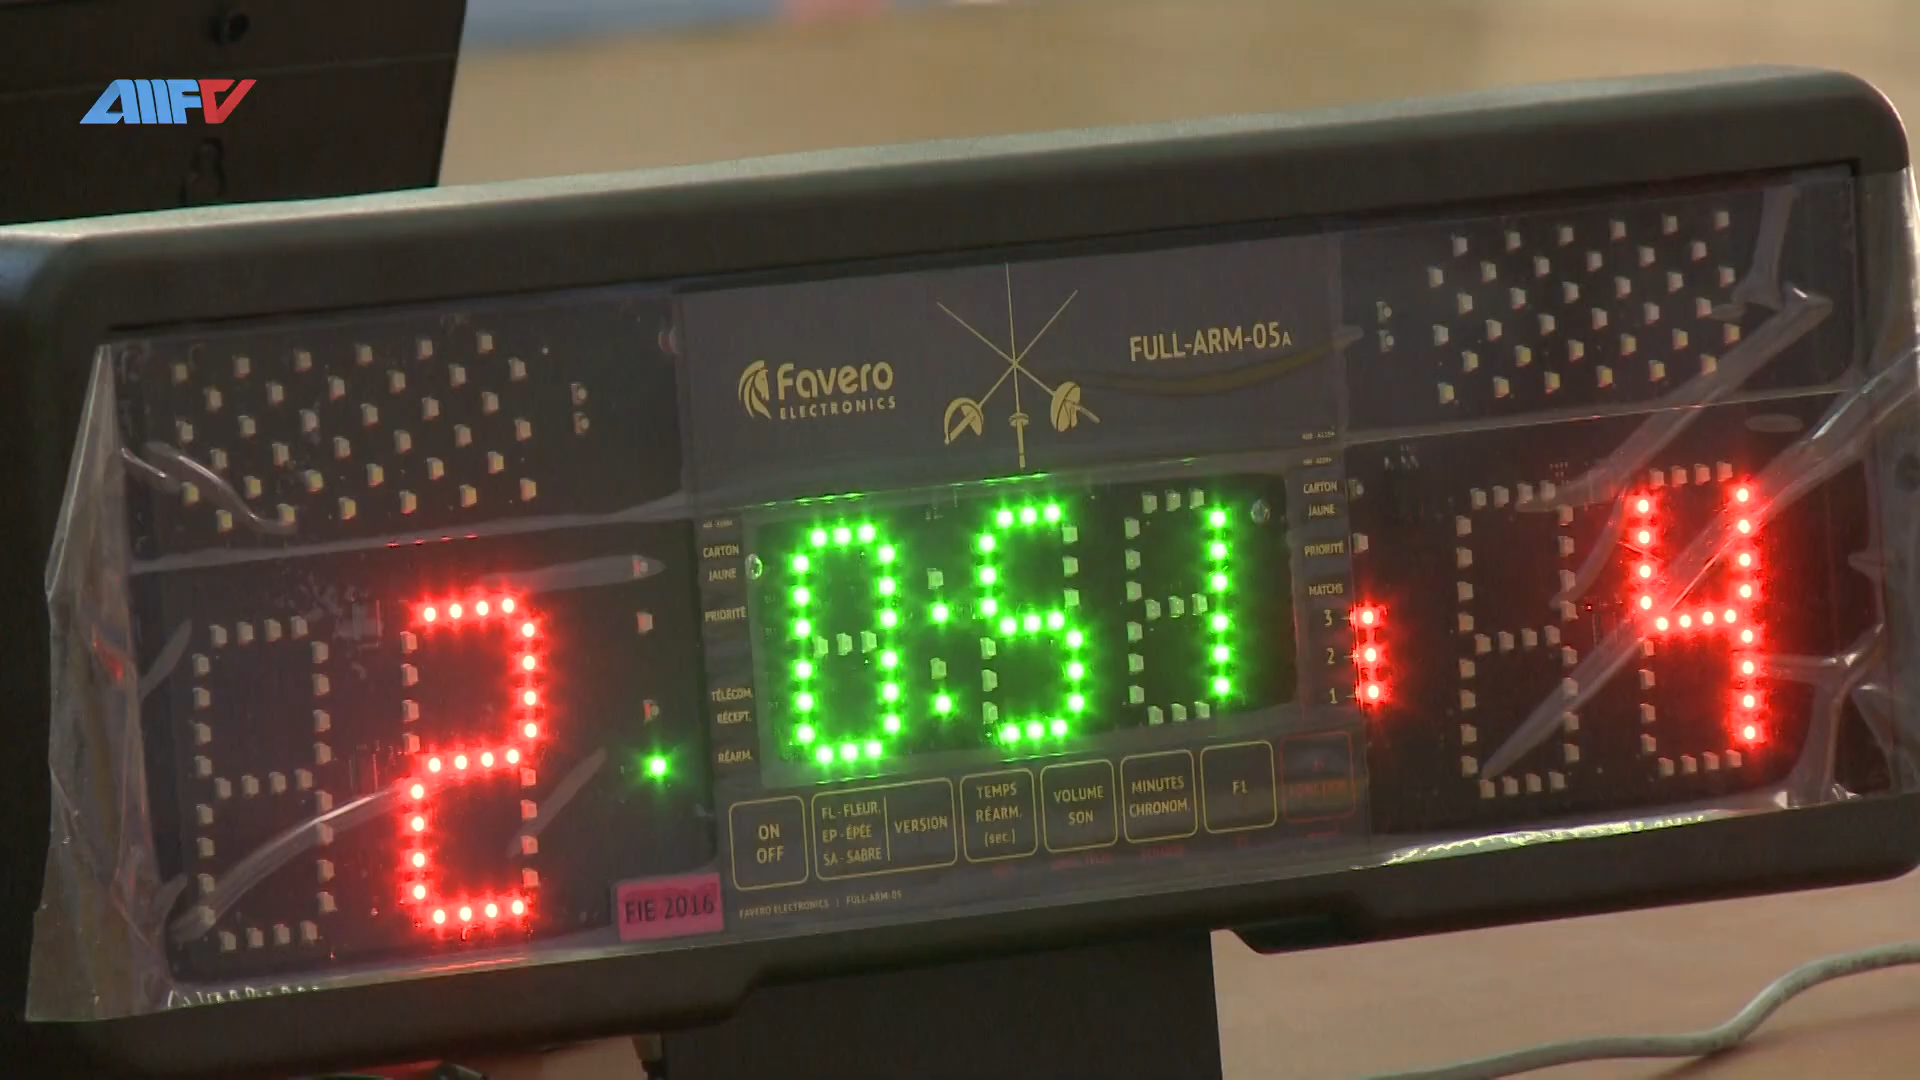 AMFTV
Favero
ELECTRONICS
FULL-ARM-05A
2
0:51
4
CARTON
JAUNE
PRIORITÉ
TÉLÉCOM.
RÉCEPT.
RÉARM.
CARTON
JAUNE
PRIORITÉ
MATCHS
3
2
1
ON
OFF
FL - FLEUR.
EP - ÉPÉE
SA - SABRE
VERSION
TEMPS
RÉARM.
(sec.)
VOLUME
SON
MINUTES
CHRONOM.
F1
FIE 2016
FAVERO ELECTRONICS | FULL-ARM-05